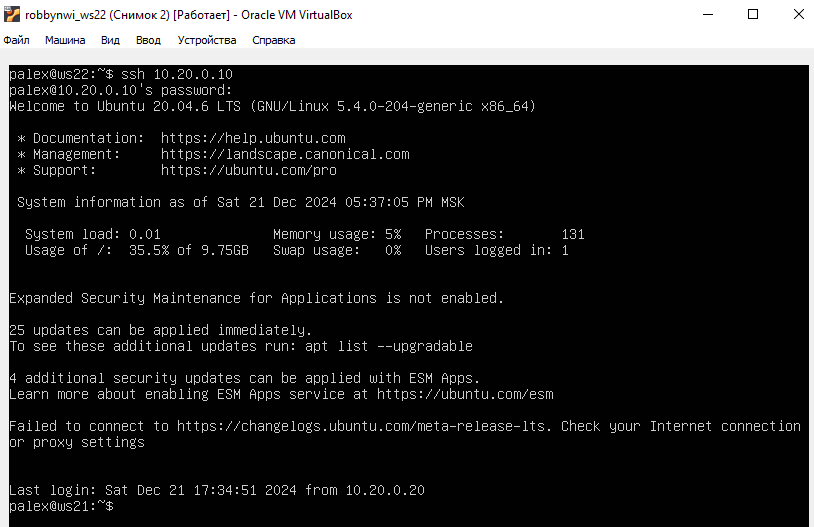 robbynwi_ws22 (Снимок 2) [Работает] - Oracle VM VirtualBox
Файл Машина Вид Ввод Устройства Справка
palex@ws22:~$ ssh 10.20.0.10
palex@10.20.0.10's password:
Welcome to Ubuntu 20.04.6 LTS (GNU/Linux 5.4.0-204-generic x86_64)
* Documentation: https://help.ubuntu.com
* Management: https://landscape.canonical.com
* Support: https://ubuntu.com/pro
System information as of Sat 21 Dec 2024 05:37:05 PM MSK
System load: 0.01 Memory usage: 5% Processes: 131
Usage of /: 35.5% of 9.75GB Swap usage: 0% Users logged in: 1
Expanded Security Maintenance for Applications is not enabled.
25 updates can be applied immediately.
To see these additional updates run: apt list --upgradable
4 additional security updates can be applied with ESM Apps.
Learn more about enabling ESM Apps service at https://ubuntu.com/esm
Failed to connect to https://changelogs.ubuntu.com/meta-release-lts. Check your Internet connection
or proxy settings
Last login: Sat Dec 21 17:34:51 2024 from 10.20.0.20
palex@ws21:~$